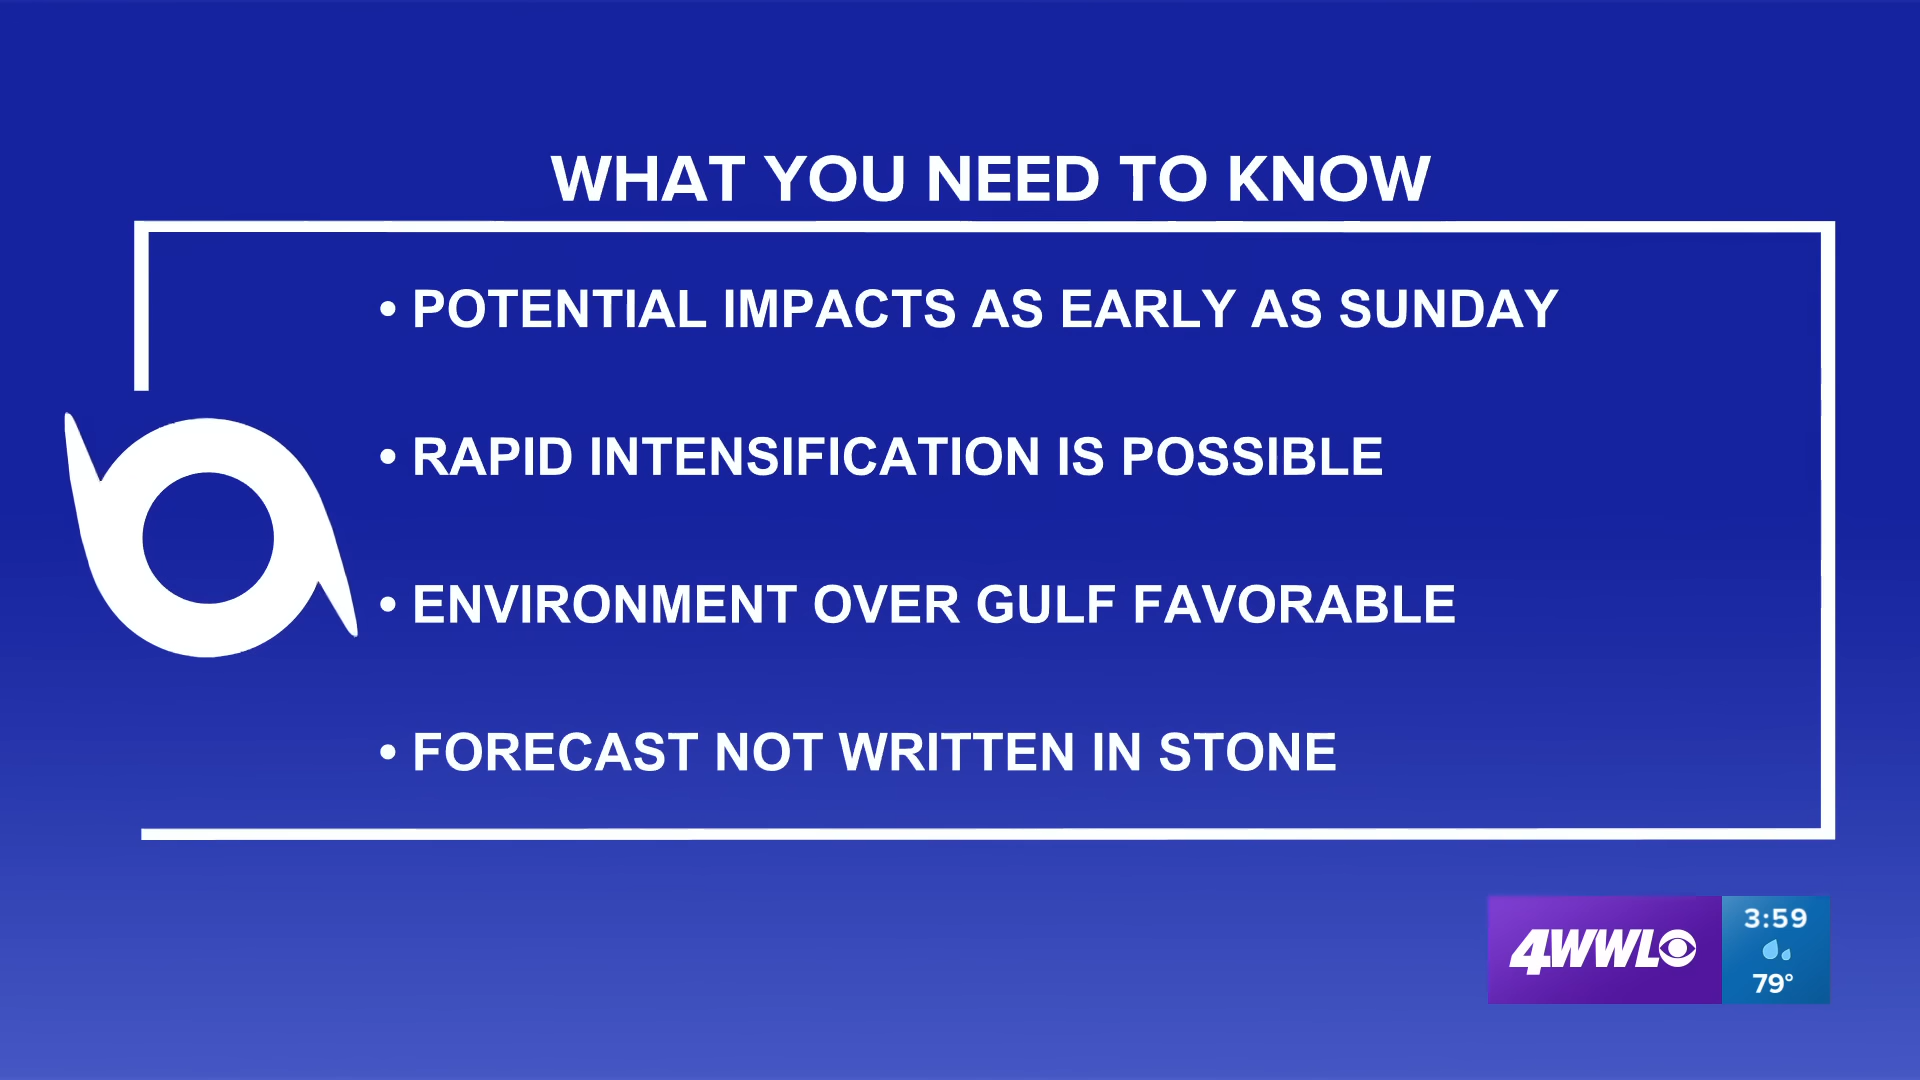 WHAT YOU NEED TO KNOW
• POTENTIAL IMPACTS AS EARLY AS SUNDAY
• RAPID INTENSIFICATION IS POSSIBLE
• ENVIRONMENT OVER GULF FAVORABLE
• FORECAST NOT WRITTEN IN STONE
4WWL
3:59
79°